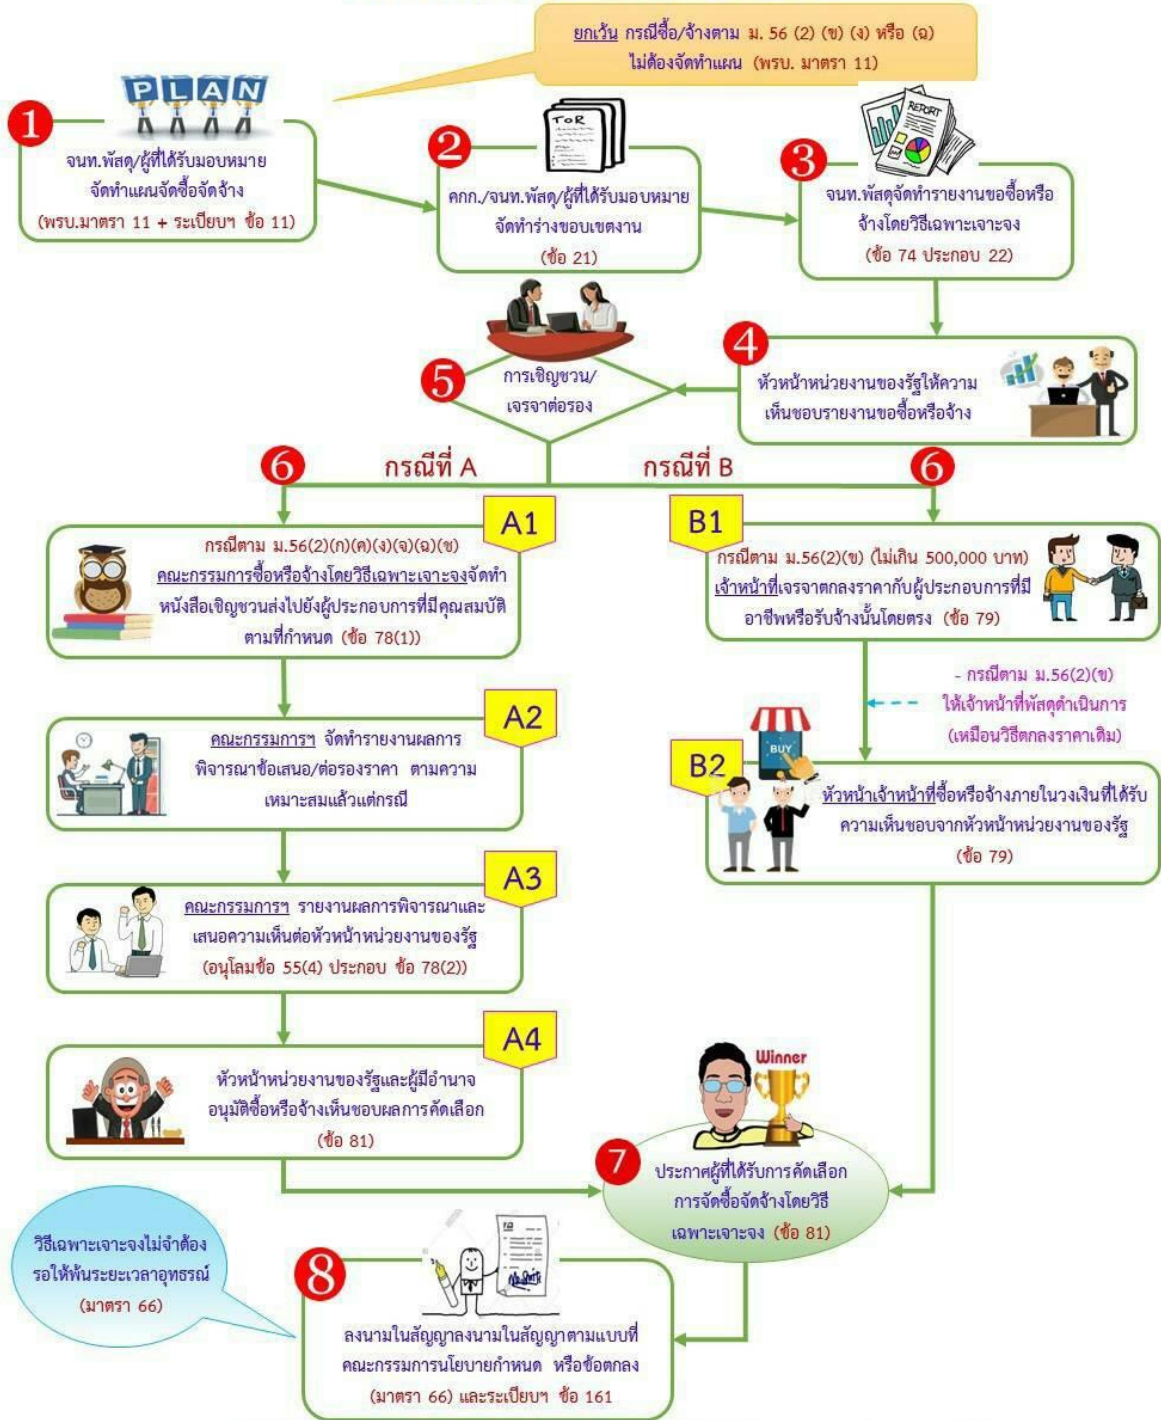 ยกเว้น กรณีซื้อ/จ้างตาม ม. 56 (2) (ข) (ง) หรือ (ฉ)
ไม่ต้องจัดทำแผน (พรบ. มาตรา 11)
PLAN
1
จนท.พัสดุ/ผู้ที่ได้รับมอบหมาย
จัดทำแผนจัดซื้อจัดจ้าง
(พรบ.มาตรา 11 + ระเบียบฯ ข้อ 11)
TOR
2
คกก./จนท.พัสดุ/ผู้ที่ได้รับมอบหมาย
จัดทำร่างขอบเขตงาน
(ข้อ 21)
REPORT
3
จนท.พัสดุจัดทำรายงานขอซื้อหรือ
จ้างโดยวิธีเฉพาะเจาะจง
(ข้อ 74 ประกอบ 22)
4
หัวหน้าหน่วยงานของรัฐให้ความ
เห็นชอบรายงานขอซื้อหรือจ้าง
5
การเชิญชวน/
เจรจาต่อรอง
6
กรณีที่ A
กรณีที่ B
6
A1
กรณีตาม ม.56(2)(ก)(ค)(ง)(จ)(ฉ)(ช)
คณะกรรมการซื้อหรือจ้างโดยวิธีเฉพาะเจาะจงจัดทำ
หนังสือเชิญชวนส่งไปยังผู้ประกอบการที่มีคุณสมบัติ
ตามที่กำหนด (ข้อ 78(1))
A2
คณะกรรมการฯ จัดทำรายงานผลการ
พิจารณาข้อเสนอ/ต่อรองราคา ตามความ
เหมาะสมแล้วแต่กรณี
A3
คณะกรรมการฯ รายงานผลการพิจารณาและ
เสนอความเห็นต่อหัวหน้าหน่วยงานของรัฐ
(อนุโลมข้อ 55(4) ประกอบ ข้อ 78(2))
A4
หัวหน้าหน่วยงานของรัฐและผู้มีอำนาจ
อนุมัติซื้อหรือจ้างเห็นชอบผลการคัดเลือก
(ข้อ 81)
B1
กรณีตาม ม.56(2)(ข) (ไม่เกิน 500,000 บาท)
เจ้าหน้าที่เจรจาตกลงราคากับผู้ประกอบการที่มี
อาชีพหรือรับจ้างนั้นโดยตรง (ข้อ 79)
- กรณีตาม ม.56(2)(ข)
ให้เจ้าหน้าที่พัสดุดำเนินการ
(เหมือนวิธีตกลงราคาเดิม)
BUY
B2
หัวหน้าเจ้าหน้าที่ซื้อหรือจ้างภายในวงเงินที่ได้รับ
ความเห็นชอบจากหัวหน้าหน่วยงานของรัฐ
(ข้อ 79)
Winner
7
ประกาศผู้ที่ได้รับการคัดเลือก
การจัดซื้อจัดจ้างโดยวิธี
เฉพาะเจาะจง (ข้อ 81)
วิธีเฉพาะเจาะจงไม่จำต้อง
รอให้พ้นระยะเวลาอุทธรณ์
(มาตรา 66)
8
ลงนามในสัญญาลงนามในสัญญาตามแบบที่
คณะกรรมการนโยบายกำหนด หรือข้อตกลง
(มาตรา 66) และระเบียบฯ ข้อ 161